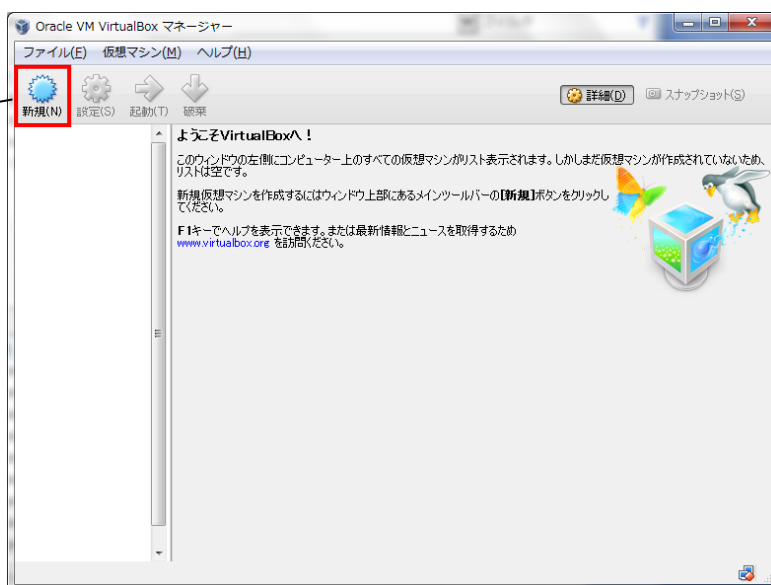 Oracle VM VirtualBox マネージャー
ファイル(F) 仮想マシン(M) ヘルプ(H)
新規(N) 設定(S) 起動(T) 破棄 詳細(D) スナップショット(S)
ようこそVirtualBoxへ！
このウィンドウの左側にコンピューター上のすべての仮想マシンがリスト表示されます。しかしまだ仮想マシンが作成されていないため、
リストは空です。
新規仮想マシンを作成するにはウィンドウ上部にあるメインツールバーの[新規]ボタンをクリックし
てください。
F1キーでヘルプを表示できます。または最新情報とニュースを取得するため
www.virtualbox.org を訪問ください。